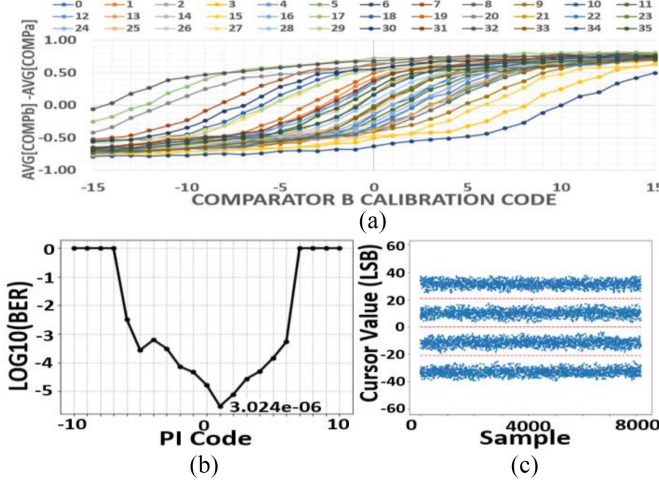 0 1 2 3 4 5 6 7 8 9 10 11
12 13 14 15 16 17 18 19 20 21 22 23
24 25 26 27 28 29 30 31 32 33 34 35
AVG[COMPb] -AVG[COMPa]
1.00
0.50
0.00
-0.50
-1.00
-15 -10 -5 0 5 10 15
COMPARATOR B CALIBRATION CODE
(a)
LOG10(BER)
0
-1
-2
-3
-4
-5
3.024e-06
-10 0 10
PI Code
(b)
Cursor Value (LSB)
60
40
20
0
-20
-40
-60
0 4000 8000
Sample
(c)